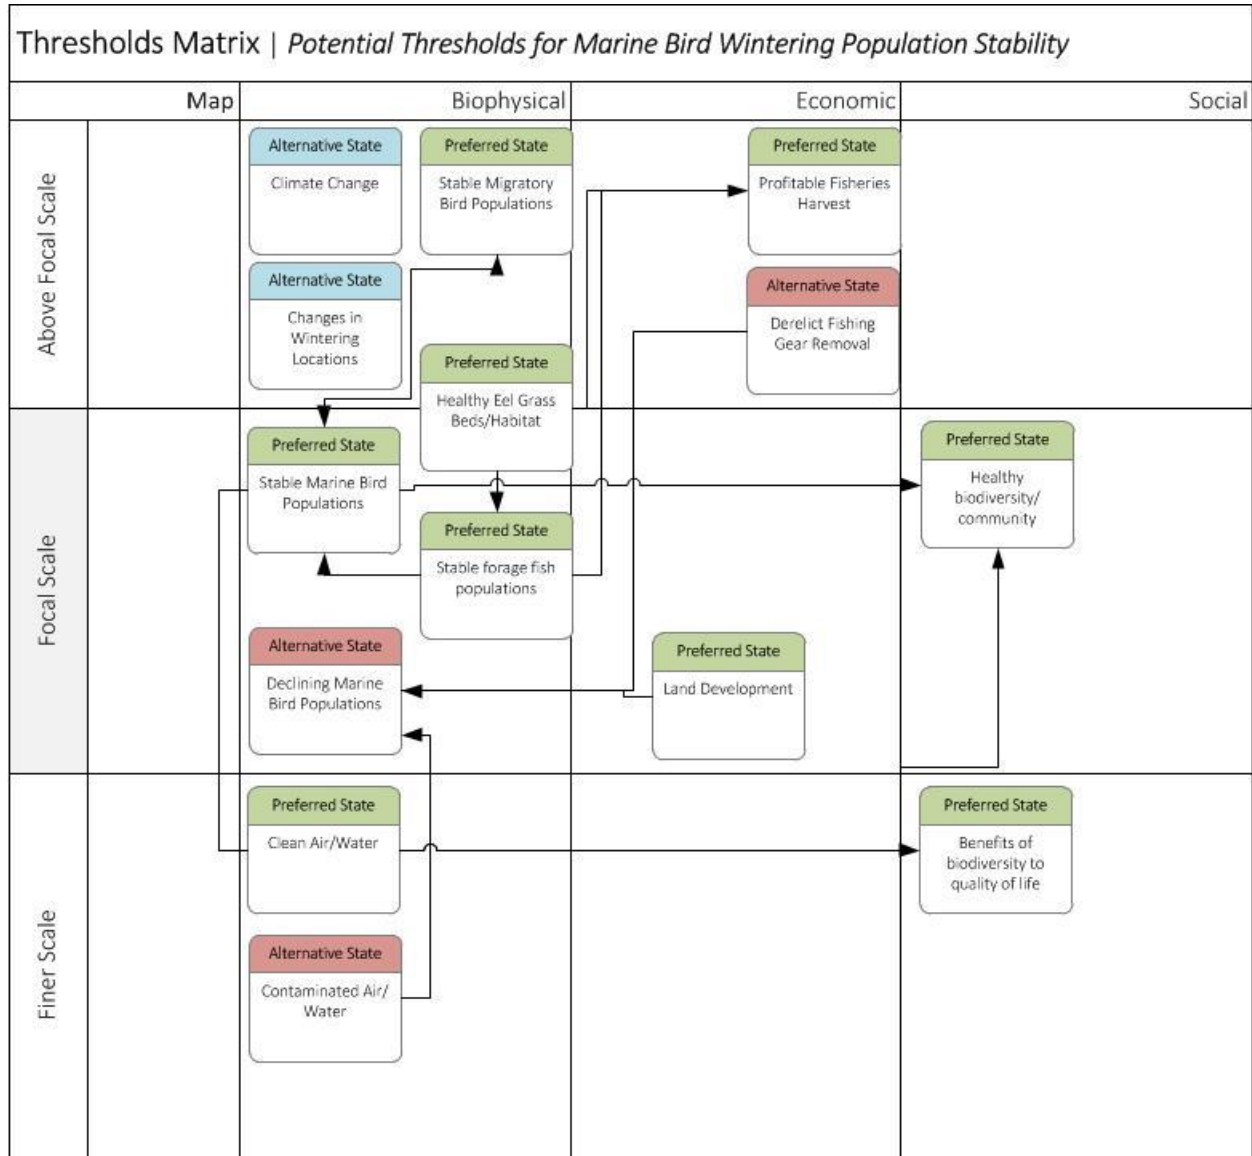 Thresholds Matrix | Potential Thresholds for Marine Bird Wintering Population Stability
Map
Biophysical
Economic
Social
Above Focal Scale
Alternative State
Climate Change
Preferred State
Stable Migratory
Bird Populations
Preferred State
Profitable Fisheries
Harvest
Alternative State
Changes in
Wintering
Locations
Alternative State
Derelict Fishing
Gear Removal
Preferred State
Healthy Eel Grass
Beds/Habitat
Focal Scale
Preferred State
Stable Marine Bird
Populations
Preferred State
Healthy
biodiversity/
community
Preferred State
Stable forage fish
populations
Alternative State
Declining Marine
Bird Populations
Preferred State
Land Development
Finer Scale
Preferred State
Clean Air/Water
Preferred State
Benefits of
biodiversity to
quality of life
Alternative State
Contaminated Air/
Water